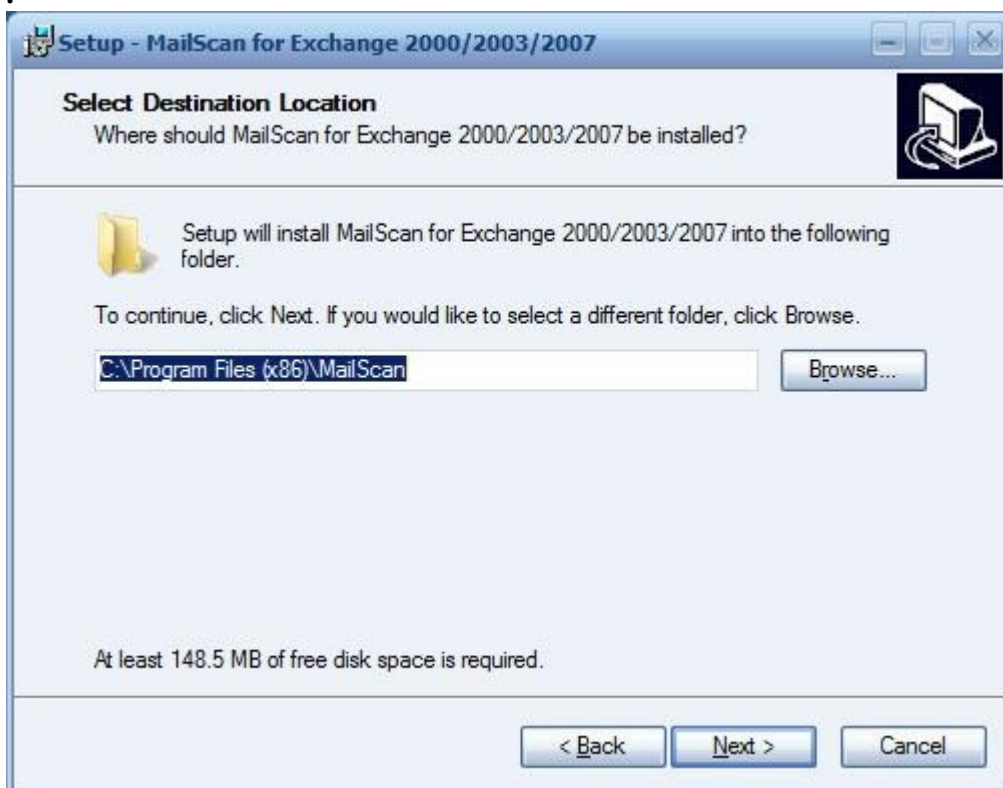 Setup - MailScan for Exchange 2000/2003/2007
Select Destination Location
Where should MailScan for Exchange 2000/2003/2007 be installed?
Setup will install MailScan for Exchange 2000/2003/2007 into the following
folder.
To continue, click Next. If you would like to select a different folder, click Browse.
C:\Program Files (x86)\MailScan
Browse...
At least 148.5 MB of free disk space is required.
< Back
Next >
Cancel